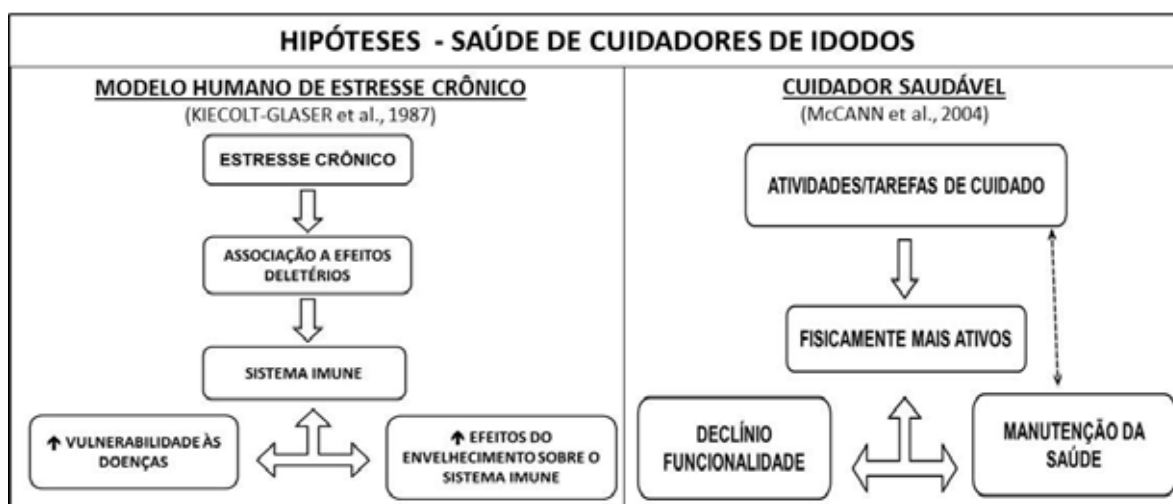 HIPÓTESES - SAÚDE DE CUIDADORES DE IDODOS
MODELO HUMANO DE ESTRESSE CRÔNICO
(KIECOLT-GLASER et al., 1987)
ESTRESSE CRÔNICO
ASSOCIAÇÃO A EFEITOS
DELETÉRIOS
SISTEMA IMUNE
↑ VULNERABILIDADE ÀS
DOENÇAS
↑ EFEITOS DO
ENVELHECIMENTO SOBRE O
SISTEMA IMUNE
CUIDADOR SAUDÁVEL
(McCANN et al., 2004)
ATIVIDADES/TAREFAS DE CUIDADO
FISICAMENTE MAIS ATIVOS
DECLÍNIO
FUNCIONALIDADE
MANUTENÇÃO DA
SAÚDE